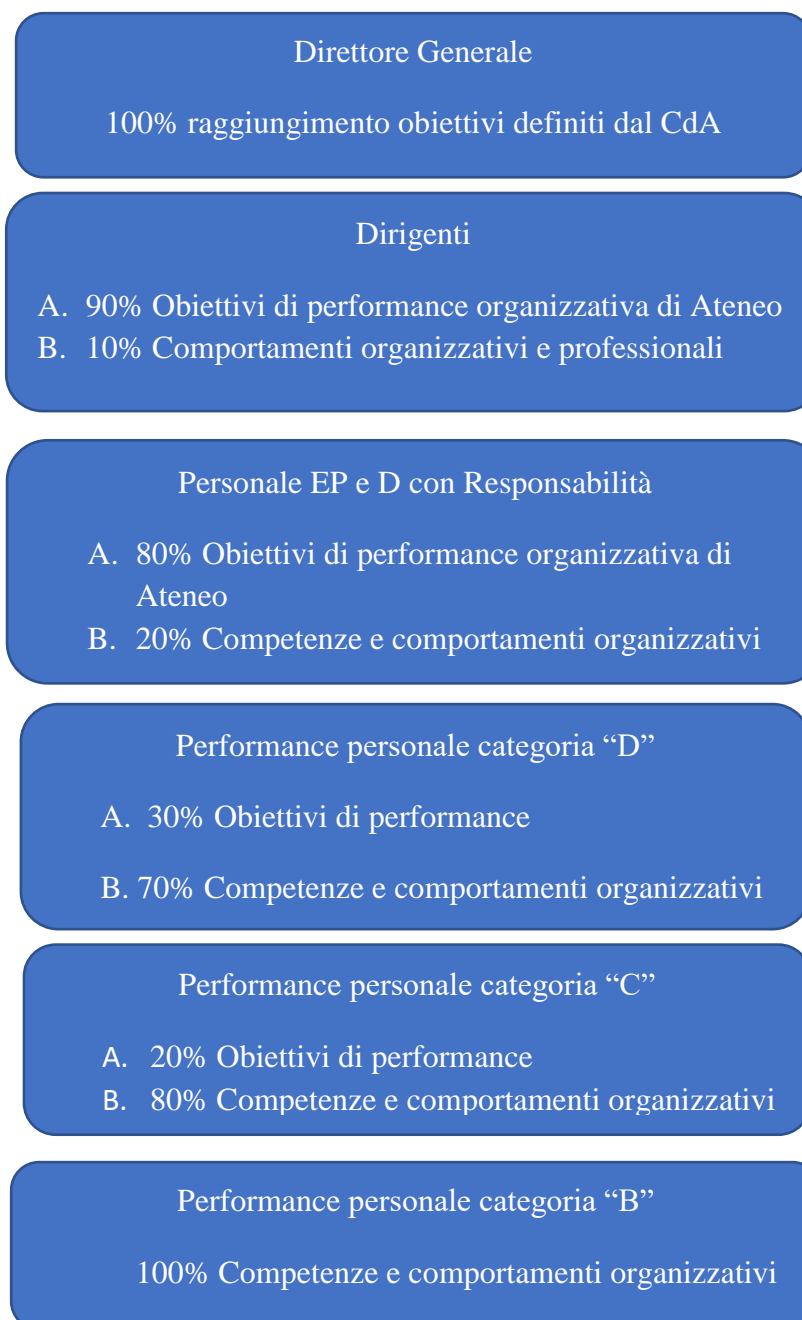 Direttore Generale
100% raggiungimento obiettivi definiti dal CdA
Dirigenti
A. 90% Obiettivi di performance organizzativa di Ateneo
B. 10% Comportamenti organizzativi e professionali
Personale EP e D con Responsabilità
A. 80% Obiettivi di performance organizzativa di
Ateneo
B. 20% Competenze e comportamenti organizzativi
Performance personale categoria “D”
A. 30% Obiettivi di performance
B. 70% Competenze e comportamenti organizzativi
Performance personale categoria “C”
A. 20% Obiettivi di performance
B. 80% Competenze e comportamenti organizzativi
Performance personale categoria “B”
100% Competenze e comportamenti organizzativi